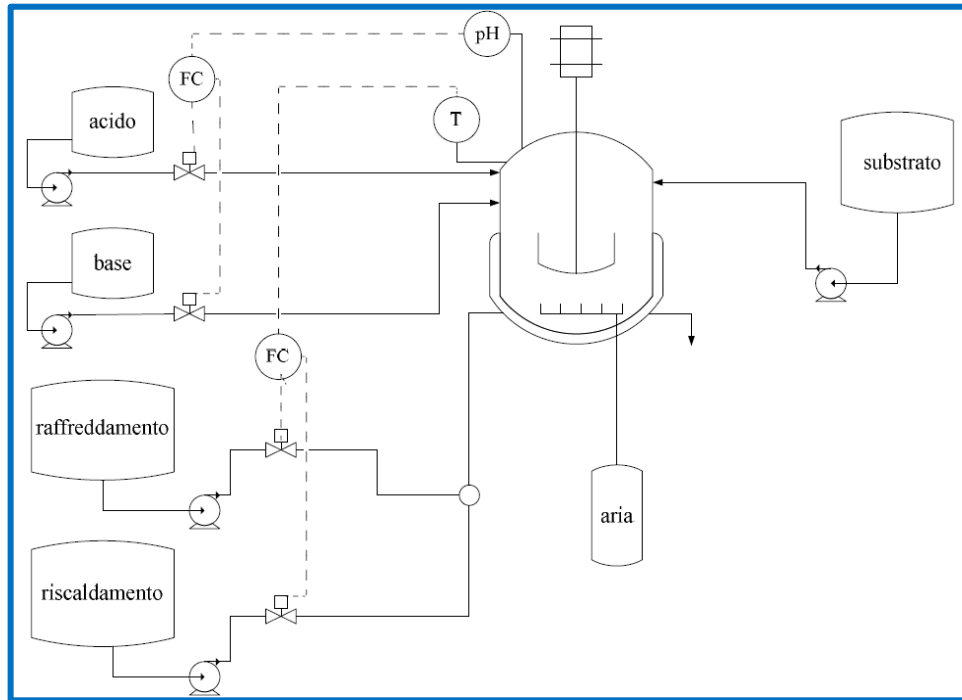 pH
FC
acido
T
substrato
base
FC
raffreddamento
aria
riscaldamento